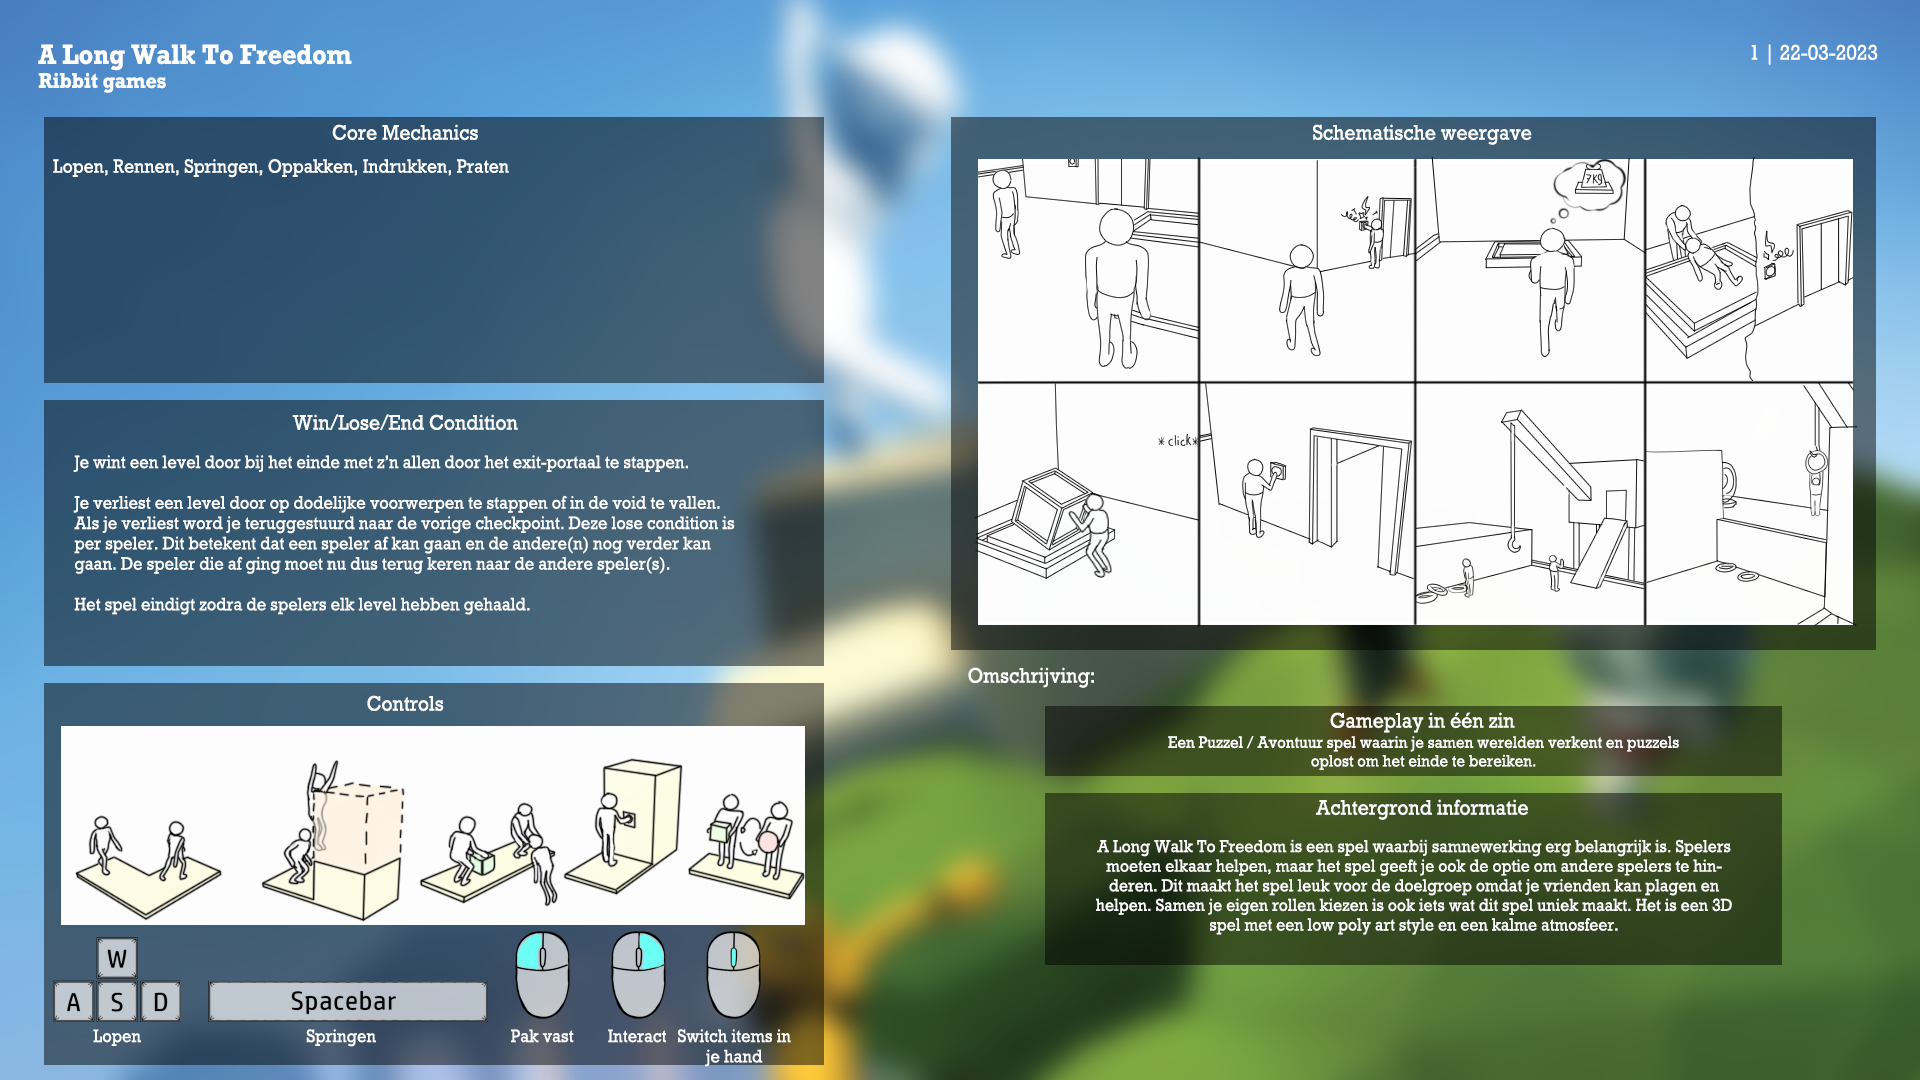 A Long Walk To Freedom
Ribbit games
1 | 22-03-2023
Core Mechanics
Lopen, Rennen, Springen, Oppakken, Indrukken, Praten
Win/Lose/End Condition
Je wint een level door bij het einde met z'n allen door het exit-portaal te stappen.
Je verliest een level door op dodelijke voorwerpen te stappen of in de void te vallen.
Als je verliest word je teruggestuurd naar de vorige checkpoint. Deze lose condition is
per speler. Dit betekent dat een speler af kan gaan en de andere(n) nog verder kan
gaan. De speler die af ging moet nu dus terug keren naar de andere speler(s).
Het spel eindigt zodra de spelers elk level hebben gehaald.
Controls
W
A S D
Lopen
Spacebar
Springen
Pak vast
Interact
Switch items in
je hand
Schematische weergave
7Kg
*click*
Omschrijving:
Gameplay in één zin
Een Puzzel / Avontuur spel waarin je samen werelden verkent en puzzels
oplost om het einde te bereiken.
Achtergrond informatie
A Long Walk To Freedom is een spel waarbij samnewerking erg belangrijk is. Spelers
moeten elkaar helpen, maar het spel geeft je ook de optie om andere spelers te hin-
deren. Dit maakt het spel leuk voor de doelgroep omdat je vrienden kan plagen en
helpen. Samen je eigen rollen kiezen is ook iets wat dit spel uniek maakt. Het is een 3D
spel met een low poly art style en een kalme atmosfeer.